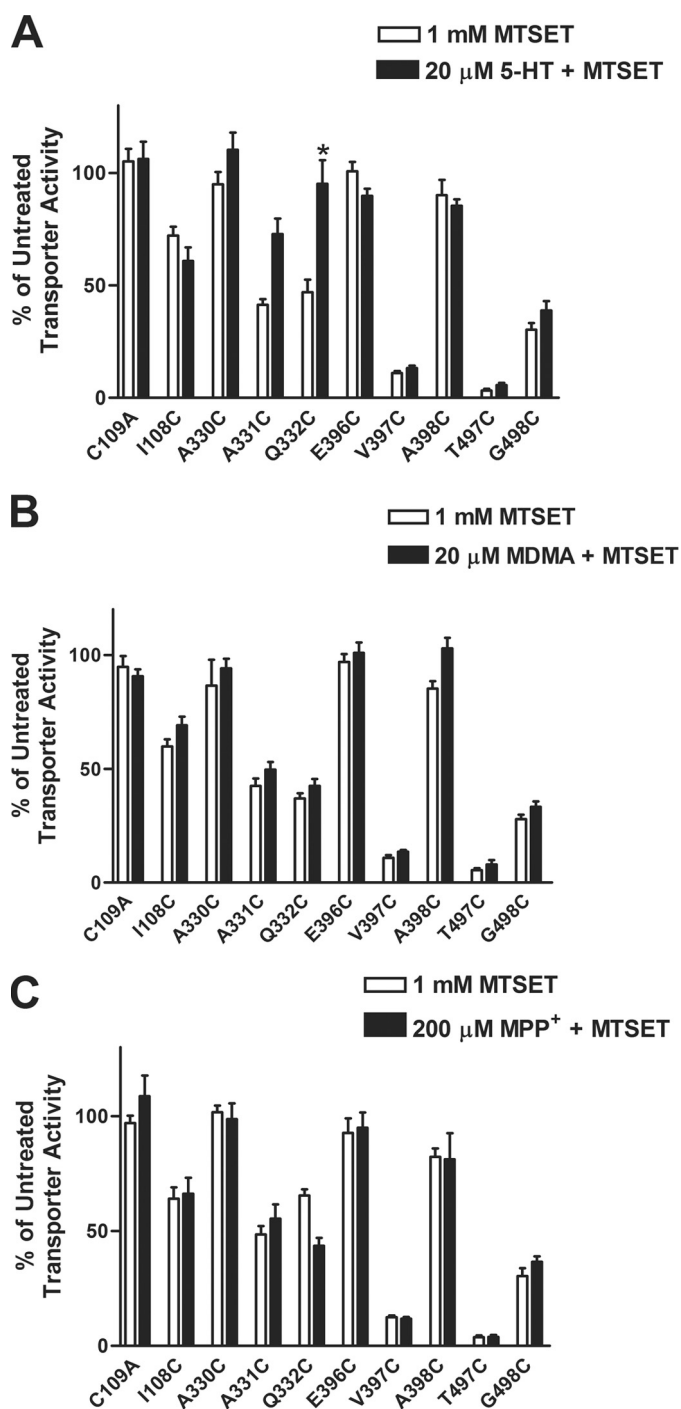 A
1 mM MTSET
20 μM 5-HT + MTSET
% of Untreated
Transporter Activity
100
50
0
*
C109A
I108C
A330C
A331C
Q332C
E396C
V397C
A398C
T497C
G498C
B
1 mM MTSET
20 μM MDMA + MTSET
% of Untreated
Transporter Activity
100
50
0
C109A
I108C
A330C
A331C
Q332C
E396C
V397C
A398C
T497C
G498C
C
1 mM MTSET
200 μM MPP⁺ + MTSET
% of Untreated
Transporter Activity
100
50
0
C109A
I108C
A330C
A331C
Q332C
E396C
V397C
A398C
T497C
G498C